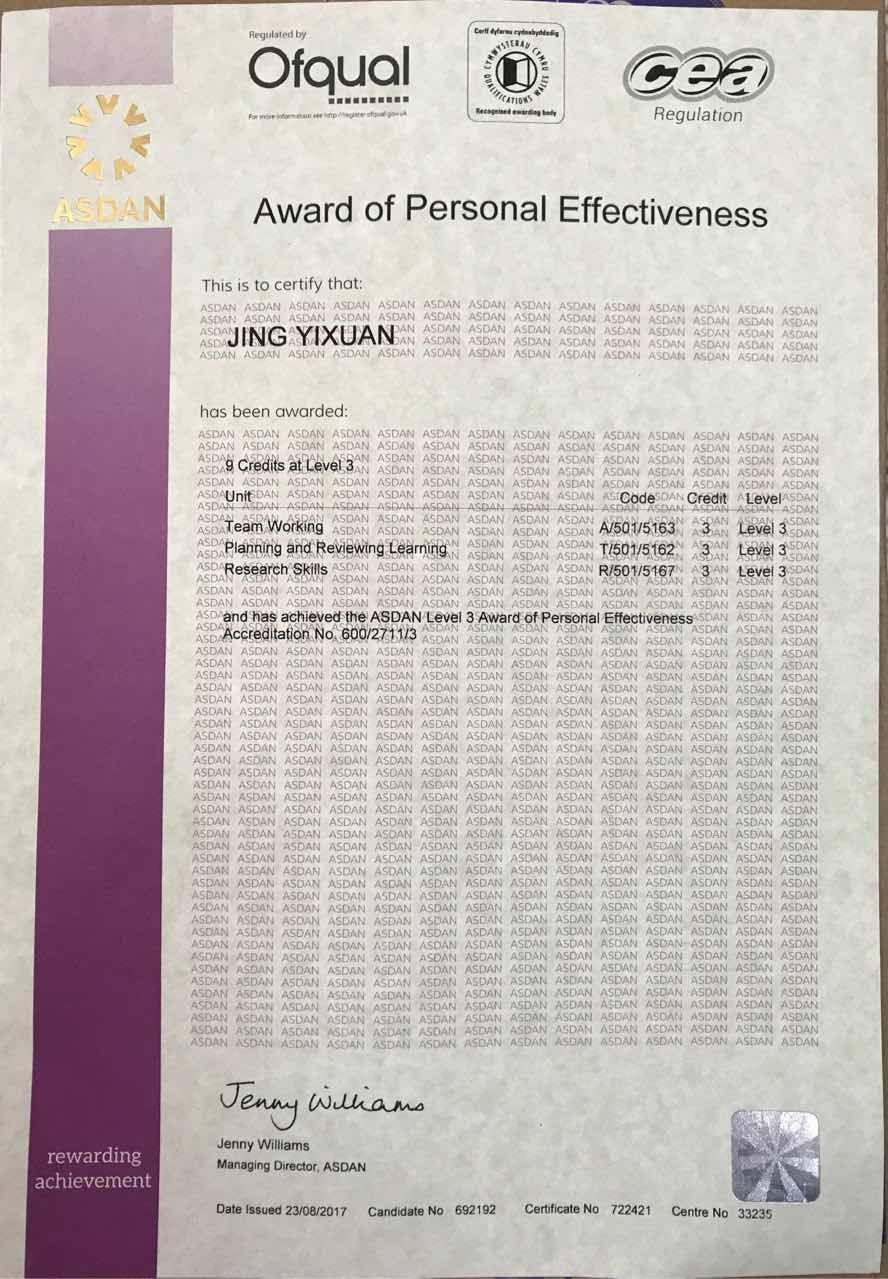 Regulated by
Ofqual
For more information see http://register.ofqual.gov.uk
Corff dyfarnu cydnabyddedig
CYMWYSTERAU CYMRU
QUALIFICATIONS WALES
Recognised awarding body
cea
Regulation
ASDAN
Award of Personal Effectiveness
This is to certify that:
JING YIXUAN
has been awarded:
9 Credits at Level 3
Unit Code Credit Level
Team Working A/501/5163 3 Level 3
Planning and Reviewing Learning T/501/5162 3 Level 3
Research Skills R/501/5167 3 Level 3
and has achieved the ASDAN Level 3 Award of Personal Effectiveness
Accreditation No. 600/2711/3
Jenny Williams
Jenny Williams
Managing Director, ASDAN
rewarding
achievement
Date Issued 23/08/2017 Candidate No 692192 Certificate No 722421 Centre No 33235